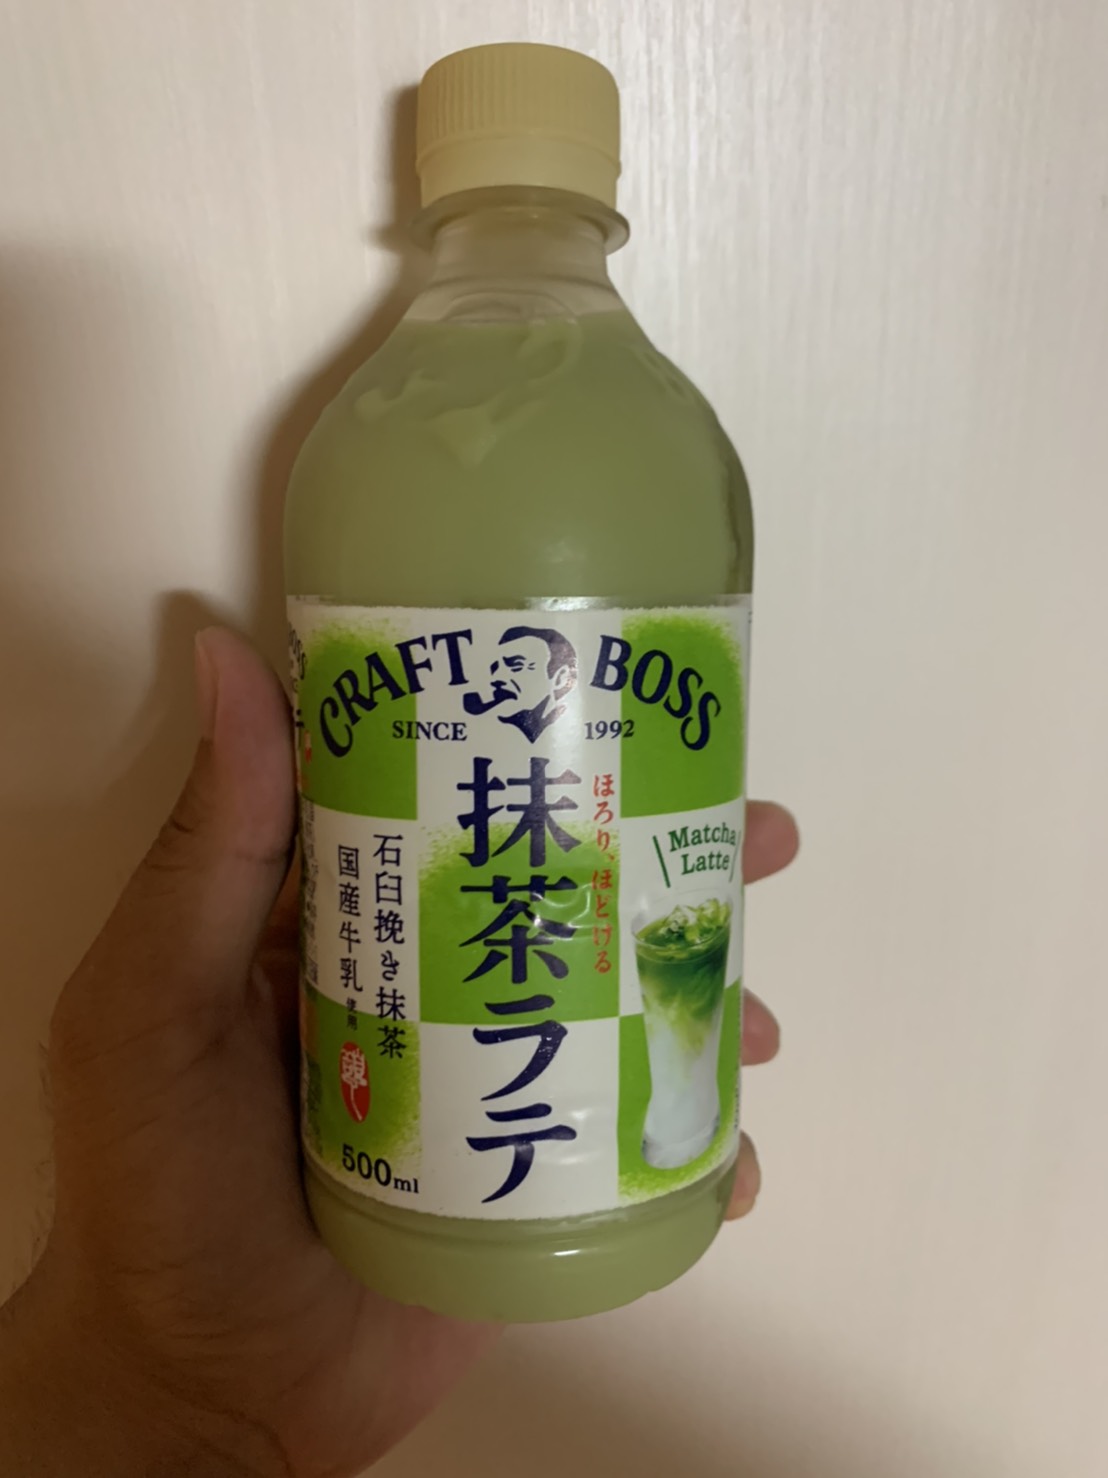 CRAFT BOSS
SINCE 1992
抹茶ラテ
ほろり、ほどける
Matcha
Latte
石臼挽き抹茶
国産牛乳使用
500ml